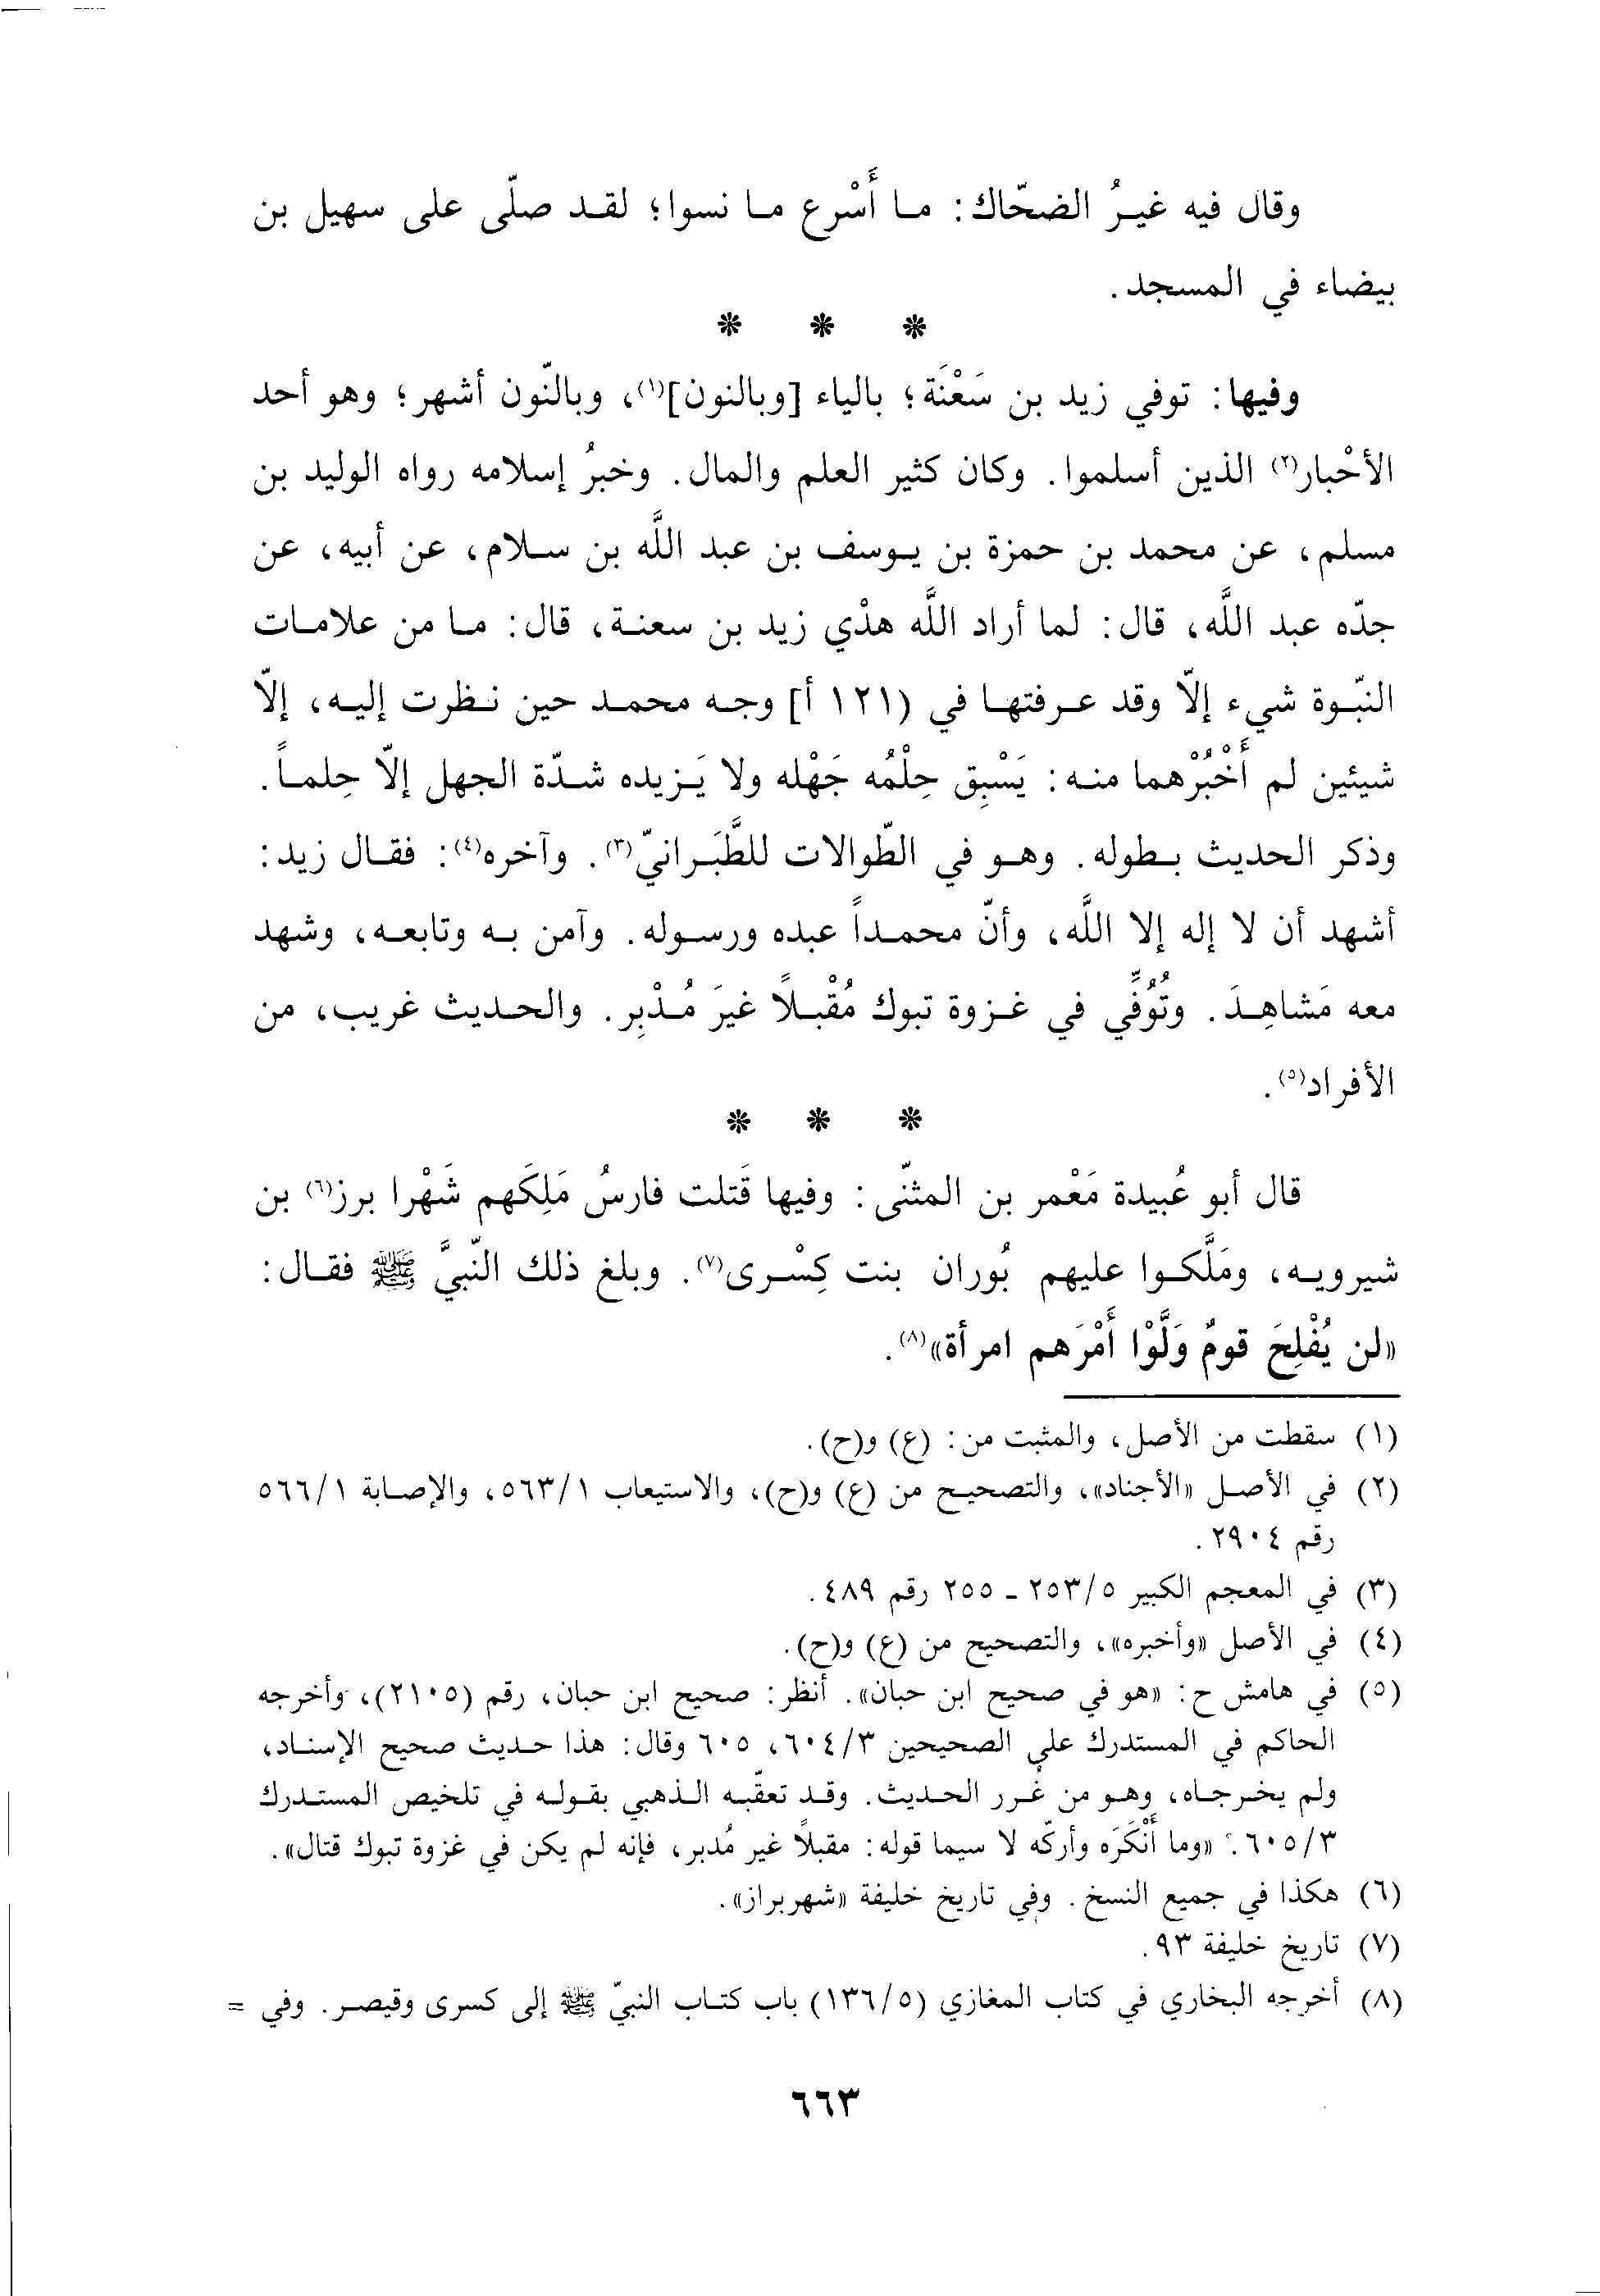 وقال فيه غيرُ الضحّاك: ما أَسْرع ما نسوا؛ لقد صلّى على سهيل بن
بيضاء في المسجد.
* * *
وفيها: توفي زيد بن سَعْنَة؛ بالياء [وبالنون](١)، وبالنّون أشهر؛ وهو أحد
الأحْبار(٢) الذين أسلموا. وكان كثير العلم والمال. وخبرُ إسلامه رواه الوليد بن
مسلم، عن محمد بن حمزة بن يوسف بن عبد اللَّه بن سلام، عن أبيه، عن
جدّه عبد اللَّه، قال: لما أراد اللَّه هدْي زيد بن سعنة، قال: ما من علامات
النبّوة شيء إلّا وقد عرفتها في (١٢١ أ] وجه محمد حين نظرت إليه، إلّا
شيئين لم أَخْبُرْهما منه: يَسْبِق حِلْمُه جَهْله ولا يَزيده شدّة الجهل إلّا حِلماً.
وذكر الحديث بطوله. وهو في الطّوالات للطَّبَرانيّ(٣). وآخره(٤): فقال زيد:
أشهد أن لا إله إلا اللَّه، وأنّ محمداً عبده ورسوله. وآمن به وتابعه، وشهد
معه مَشاهِدَ. وتُوُفِّي في غزوة تبوك مُقْبلاً غيرَ مُدْبِر. والحديث غريب، من
الأفراد(٥).
* * *
قال أبو عُبيدة مَعْمر بن المثنّى: وفيها قَتلت فارسُ مَلِكَهم شَهْرا برز(٦) بن
شيرويه، ومَلَّكوا عليهم بُوران بنت كِسْرى(٧). وبلغ ذلك النّبيَّ ﷺ فقال:
«لن يُفْلِحَ قومٌ وَلَّوْا أَمْرَهم امرأة»(٨).
(١) سقطت من الأصل، والمثبت من: (ع) و(ح).
(٢) في الأصل «الأجناد»، والتصحيح من (ع) و(ح)، والاستيعاب ٥٦٣/١، والإصابة ٥٦٦/١
رقم ٢٩٠٤.
(٣) في المعجم الكبير ٢٥٣/٥ - ٢٥٥ رقم ٤٨٩.
(٤) في الأصل «وأخبره»، والتصحيح من (ع) و(ح).
(٥) في هامش ح: «هو في صحيح ابن حبان». أنظر: صحيح ابن حبان، رقم (٢١٠٥)، وأخرجه
الحاكم في المستدرك على الصحيحين ٦٠٤/٣، ٦٠٥ وقال: هذا حديث صحيح الإسناد،
ولم يخرجاه، وهو من غُرر الحديث. وقد تعقّبه الذهبي بقوله في تلخيص المستدرك
٦٠٥/٣: «وما أَنْكَرَه وأركّه لا سيما قوله: مقبلاً غير مُدبر، فإنه لم يكن في غزوة تبوك قتال».
(٦) هكذا في جميع النسخ. وفي تاريخ خليفة «شهربراز».
(٧) تاريخ خليفة ٩٣.
(٨) أخرجه البخاري في كتاب المغازي (١٣٦/٥) باب كتاب النبيّ ﷺ إلى كسرى وقيصر. وفي =
٦٦٣